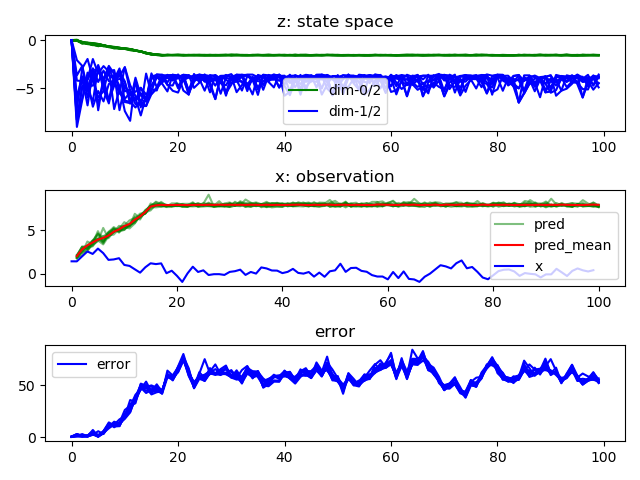 z: state space
0
−5
dim-0/2
dim-1/2
0 20 40 60 80 100
x: observation
5
0
pred
pred_mean
x
0 20 40 60 80 100
error
50
0
error
0 20 40 60 80 100